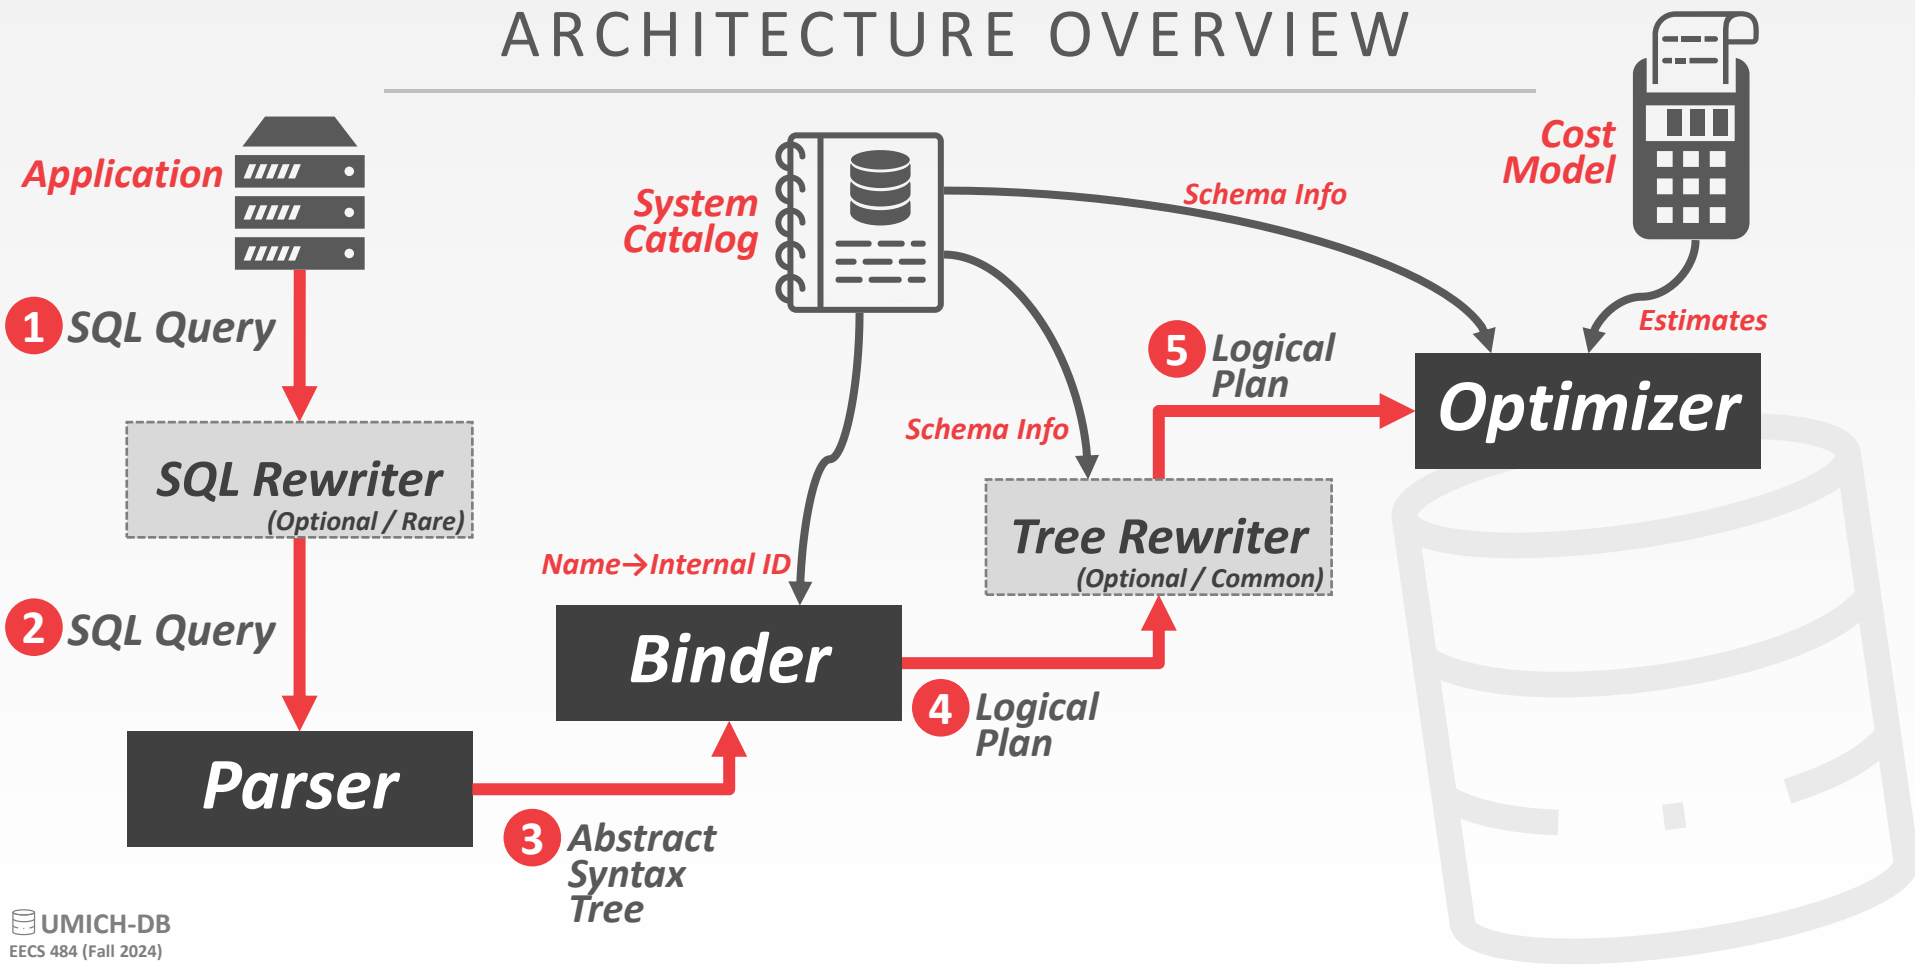 ARCHITECTURE OVERVIEW
Application
System
Catalog
Cost
Model
Schema Info
1 SQL Query
Estimates
5 Logical
Plan
Optimizer
Schema Info
SQL Rewriter
(Optional / Rare)
Tree Rewriter
(Optional / Common)
Name→Internal ID
2 SQL Query
Binder
4 Logical
Plan
Parser
3 Abstract
Syntax
Tree
UMICH-DB
EECS 484 (Fall 2024)